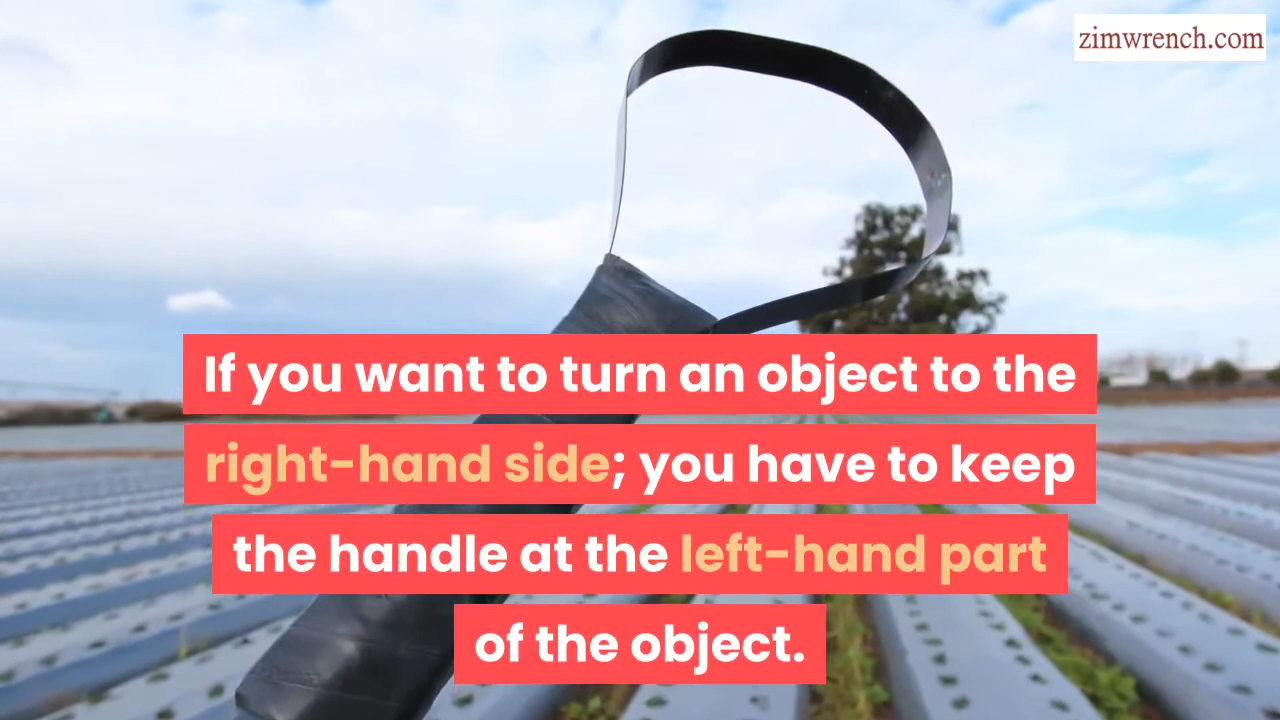 zimwrench.com
If you want to turn an object to the
right-hand side; you have to keep
the handle at the left-hand part
of the object.